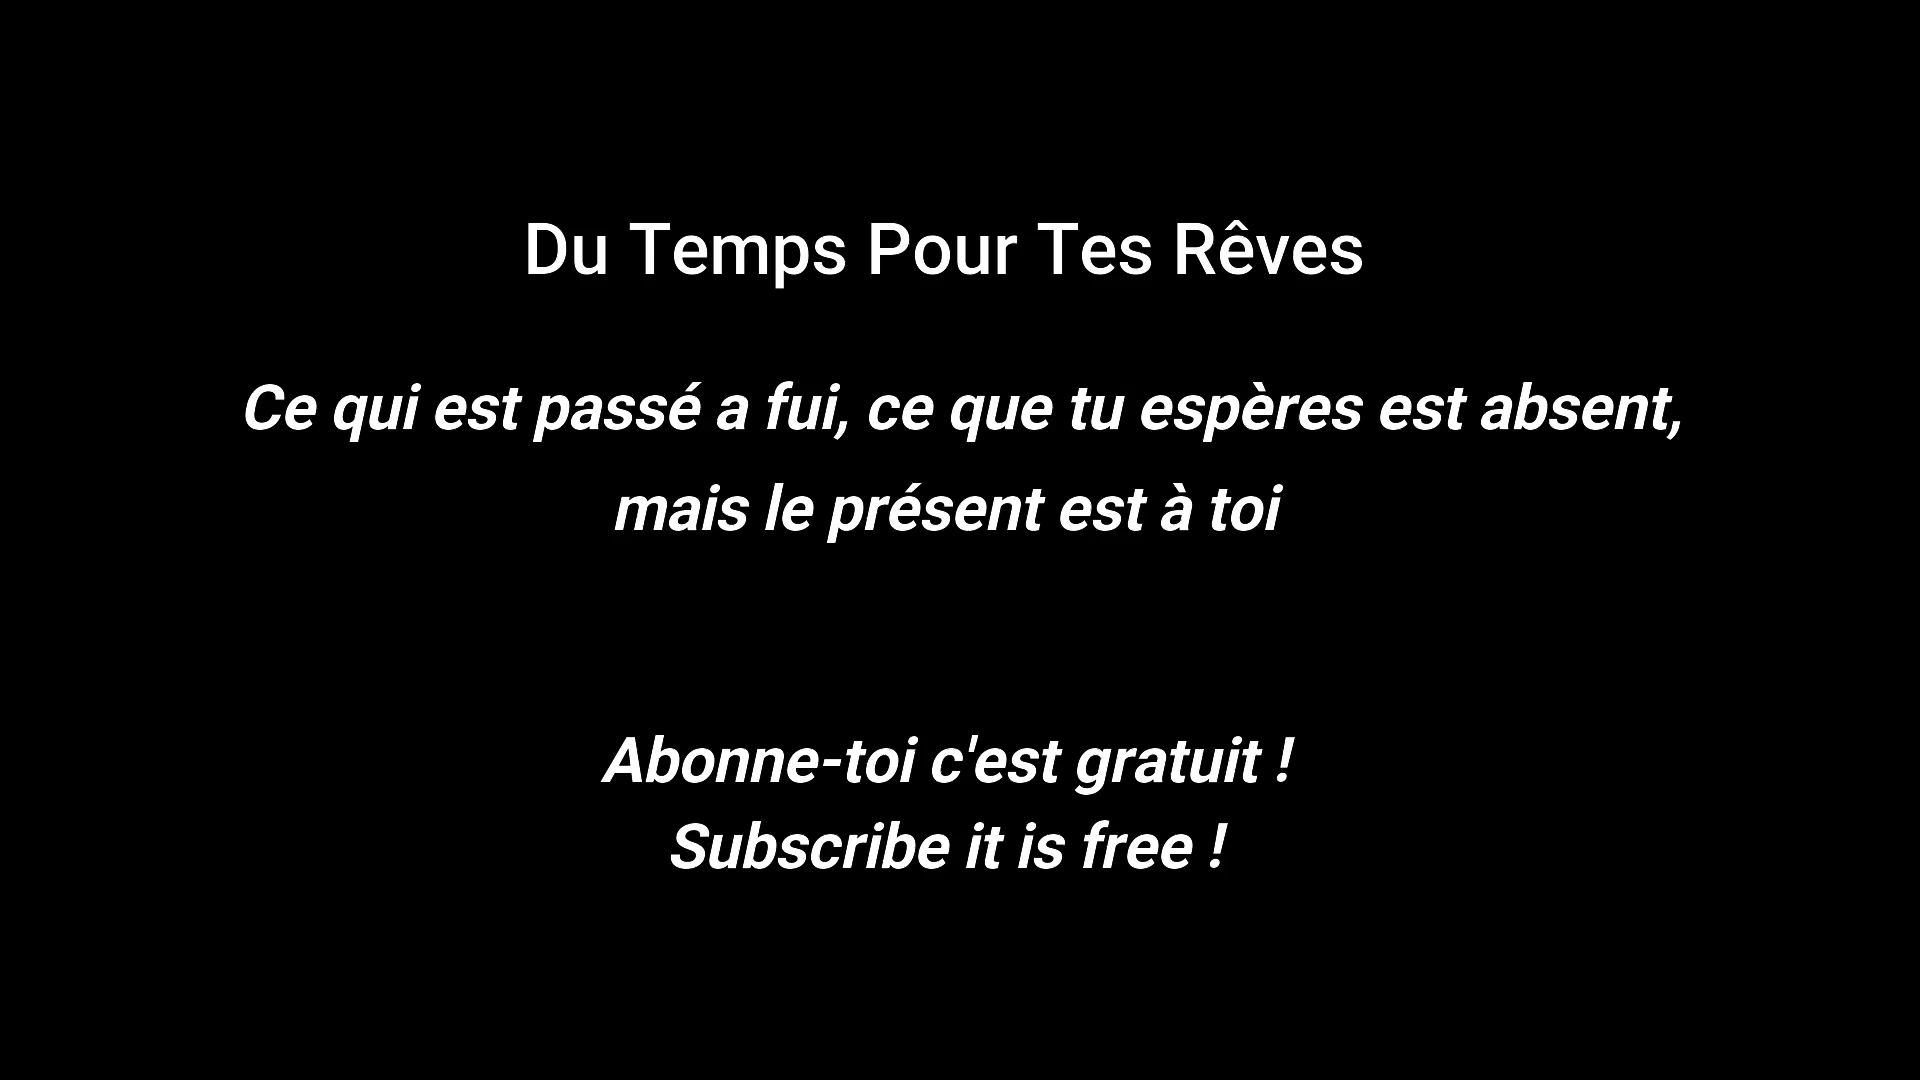 Du Temps Pour Tes Rêves
Ce qui est passé a fui, ce que tu espères est absent,
mais le présent est à toi
Abonne-toi c'est gratuit !
Subscribe it is free !